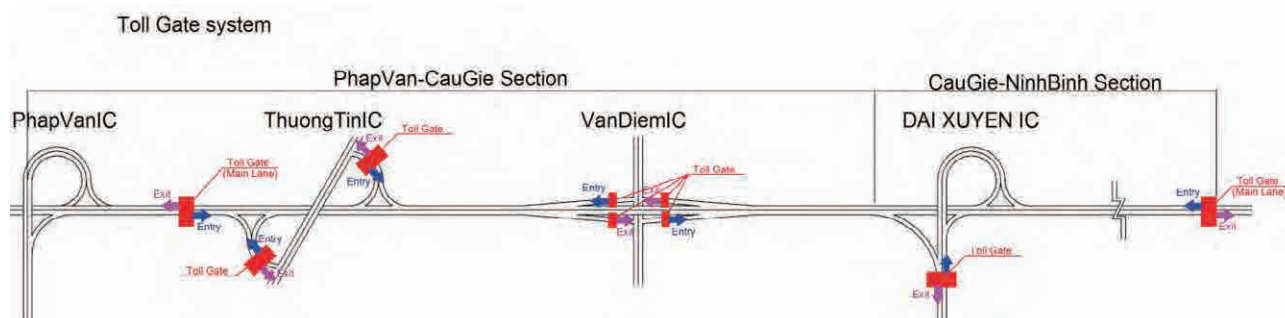 Toll Gate system
PhapVan-CauGie Section
CauGie-NinhBinh Section
PhapVanIC
ThuongTinIC
VanDiemIC
DAI XUYEN IC
Exit
Toll Gate
Entry
Toll Gate
(Main Lane)
Exit
Entry
Entry
Toll Gate
Exit
Toll Gate
Entry
Exit
Exit
Entry
Toll Gate
(Main Lane)
Entry
Exit
Toll Gate
Exit